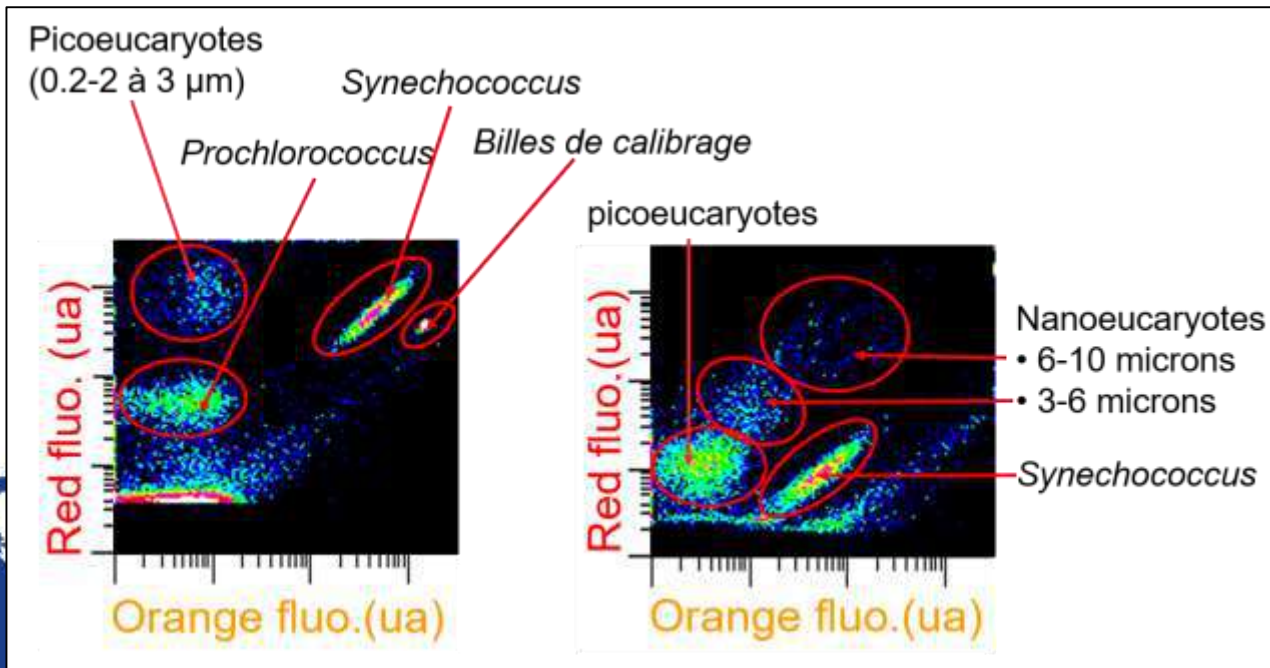 Picoeucaryotes
(0.2-2 à 3 µm)
Synechococcus
Prochlorococcus
Billes de calibrage
Red fluo. (ua)
Orange fluo.(ua)
picoeucaryotes
Nanoeucaryotes
• 6-10 microns
• 3-6 microns
Synechococcus
Red fluo.(ua)
Orange fluo.(ua)